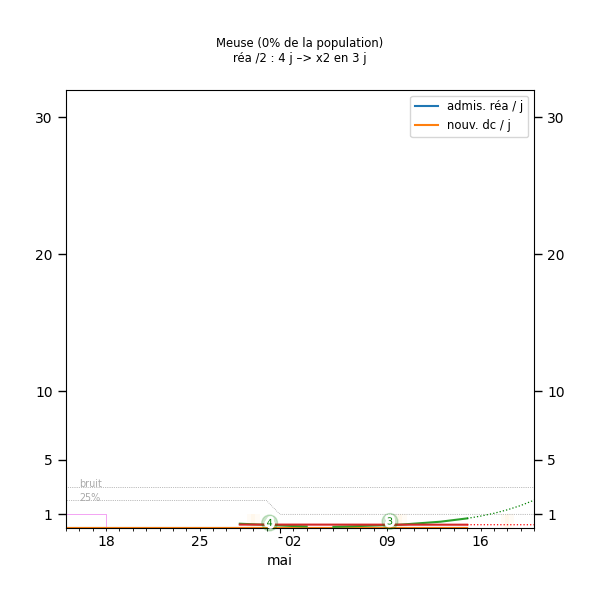 Meuse (0% de la population)
réa /2 : 4 j –> x2 en 3 j
admis. réa / j
nouv. dc / j
30 30
20 20
10 10
5 5
bruit
25%
1 1
4 3
18 25 02 09 16
mai